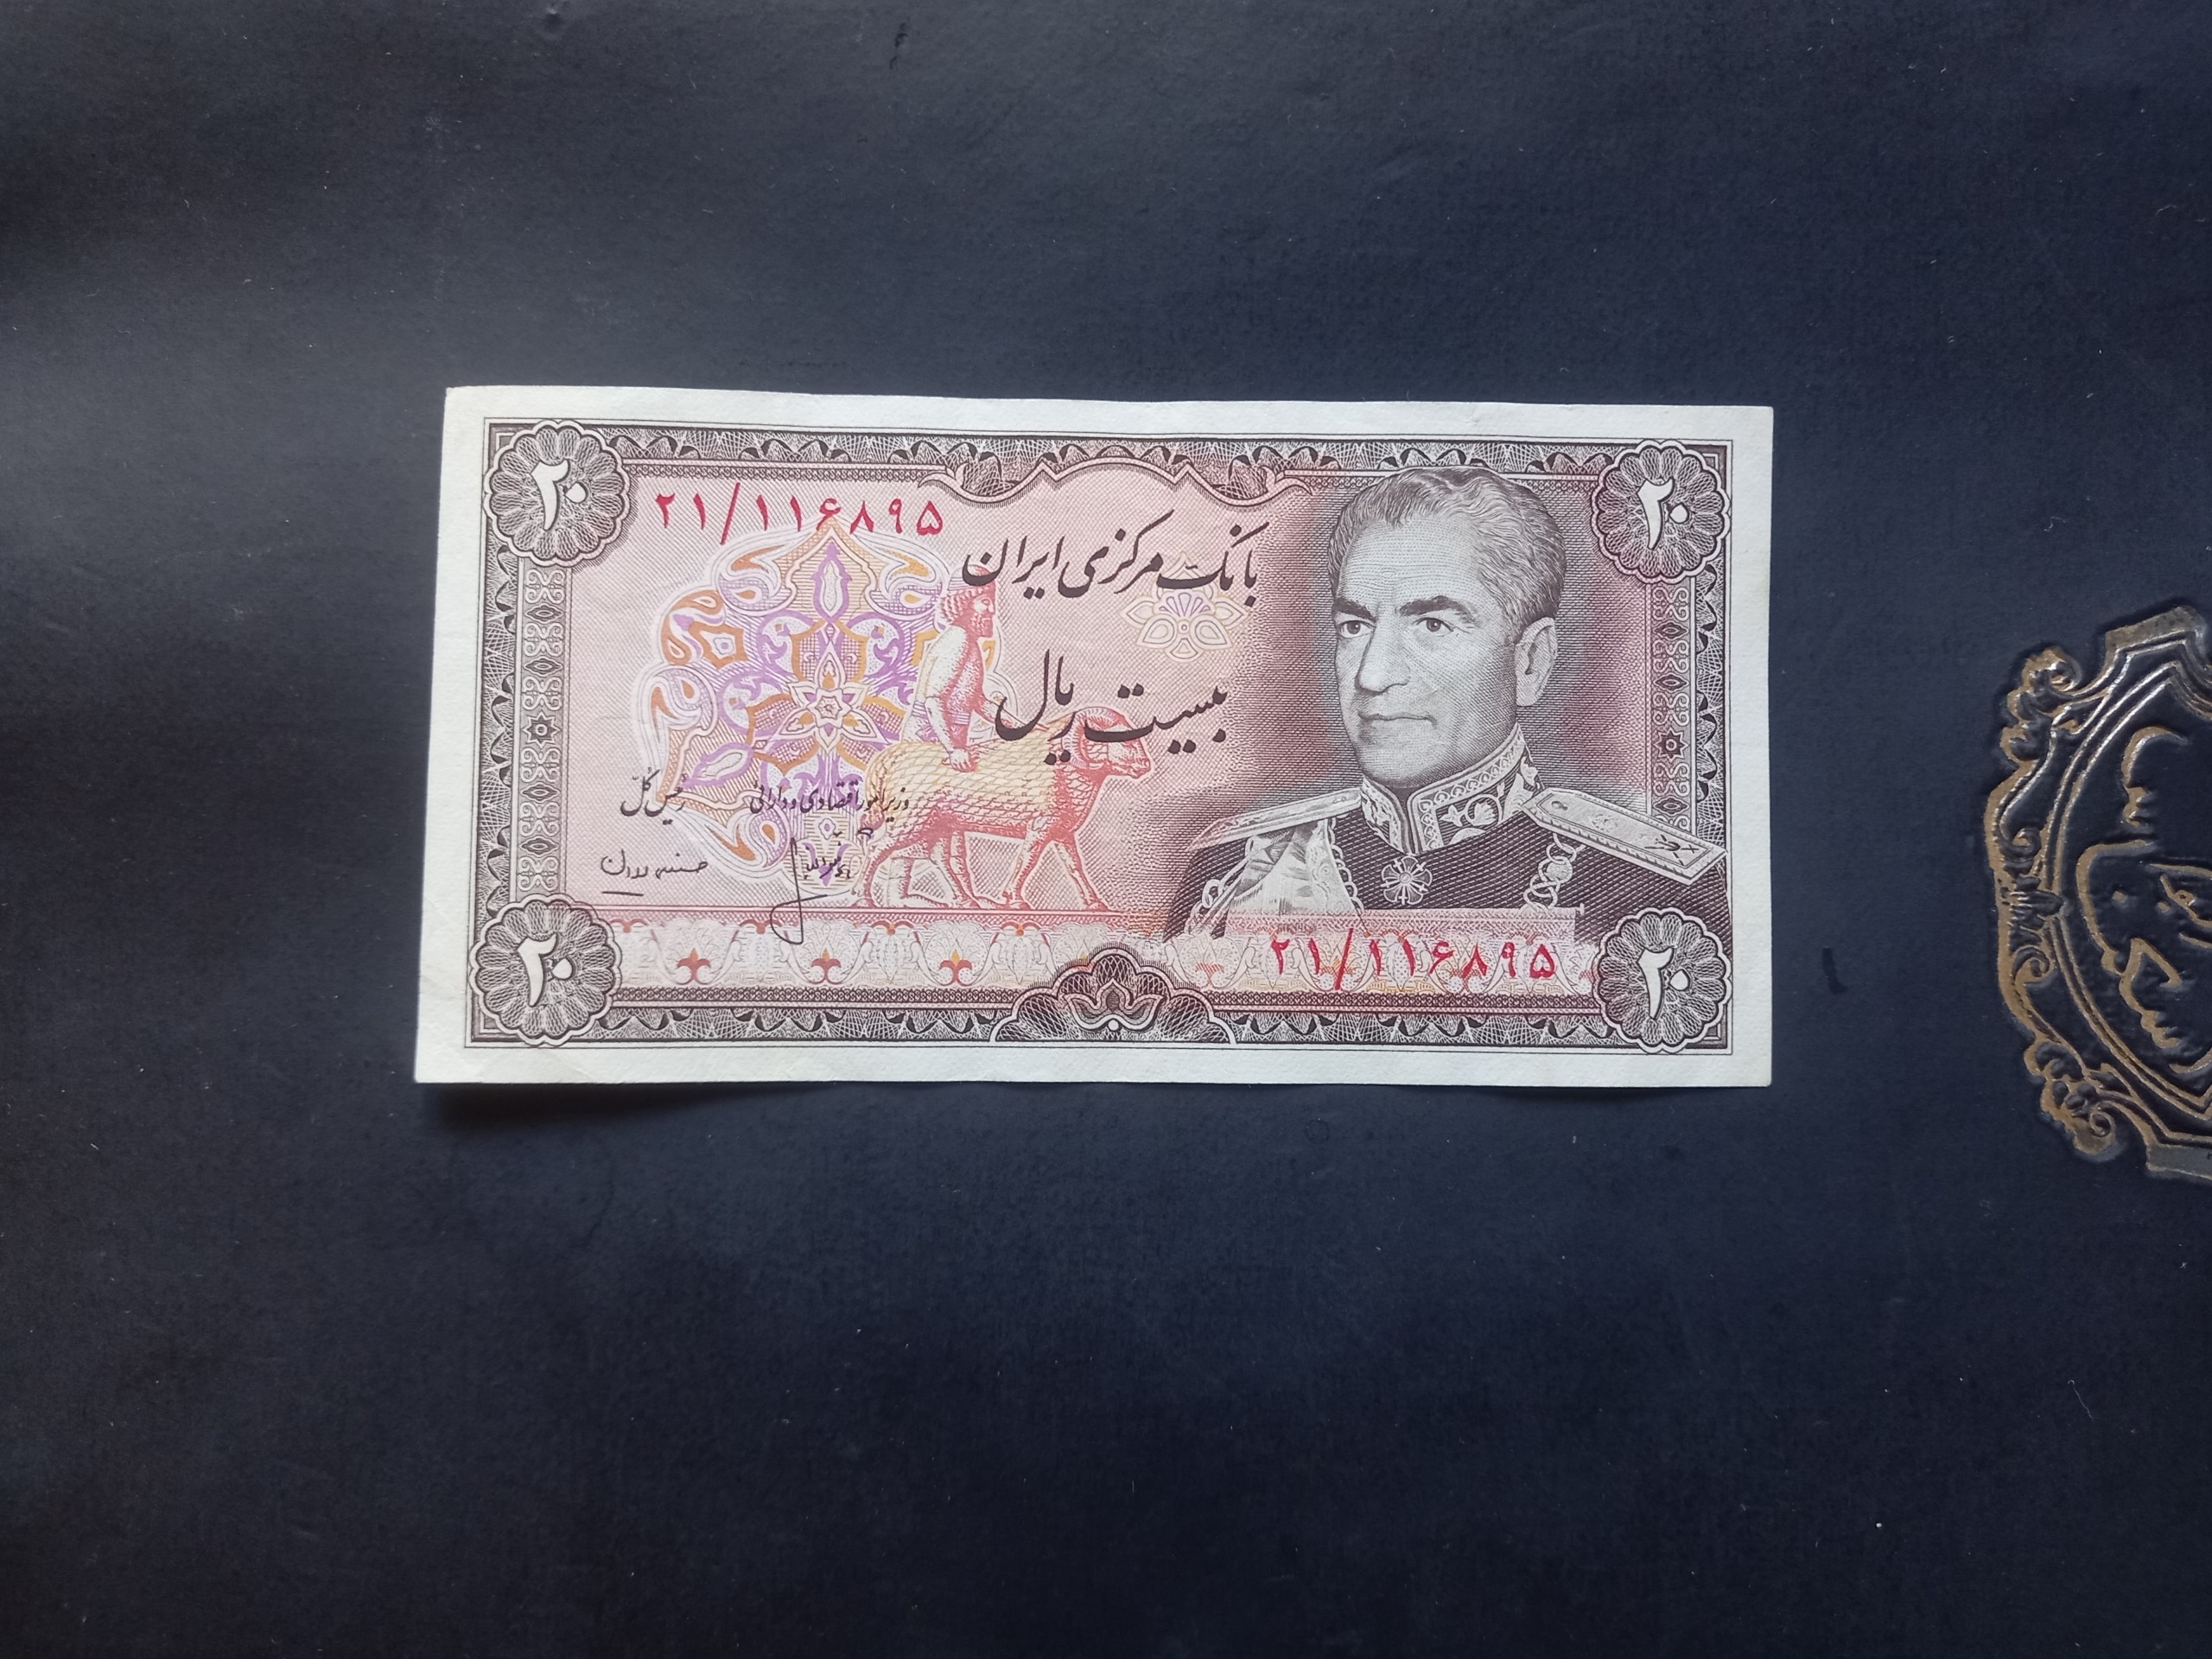 ۲۰
۲۰
۲۱/۱۱۶۸۹۵
بانک مرکزی ایران
بیست ریال
وزیر امور اقتصادی و دارائی
رئیس کل
۲۱/۱۱۶۸۹۵
۲۰
۲۰